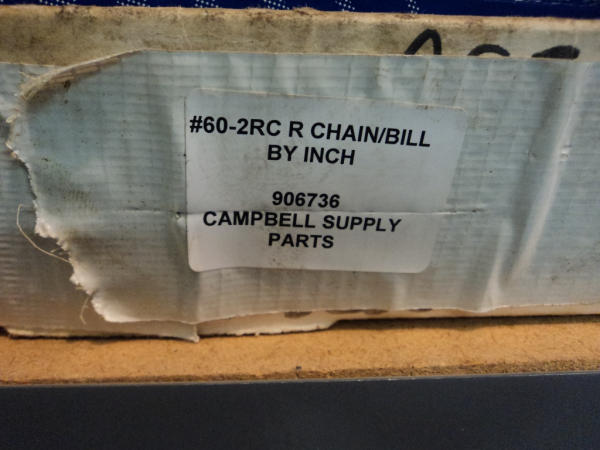 #60-2RC R CHAIN/BILL
BY INCH
906736
CAMPBELL SUPPLY
PARTS